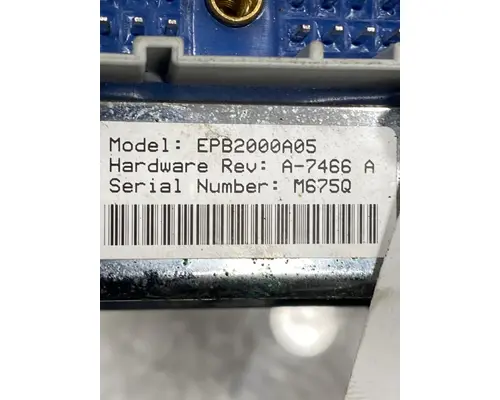 Model: EPB2000A05
Hardware Rev: A-7466 A
Serial Number: M675Q